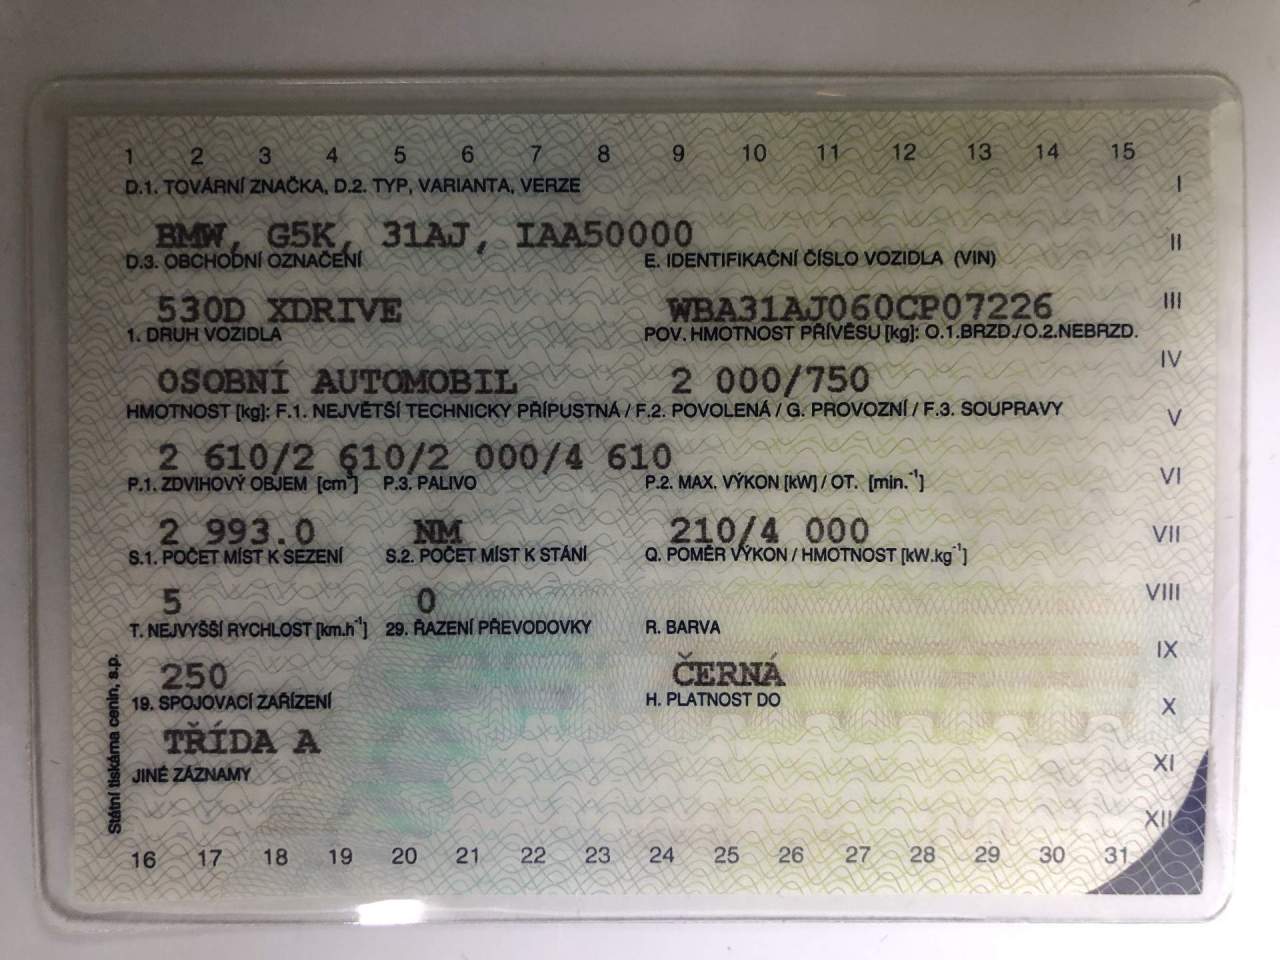 1 2 3 4 5 6 7 8 9 10 11 12 13 14 15
D.1. TOVÁRNÍ ZNAČKA, D.2. TYP, VARIANTA, VERZE
I
BMW, G5K, 31AJ, IAA50000
II
D.3. OBCHODNÍ OZNAČENÍ E. IDENTIFIKAČNÍ ČÍSLO VOZIDLA (VIN)
530D XDRIVE WBA31AJ060CP07226
III
1. DRUH VOZIDLA POV. HMOTNOST PŘÍVĚSU [kg]: O.1.BRZD./O.2.NEBRZD.
IV
OSOBNÍ AUTOMOBIL 2 000/750
HMOTNOST [kg]: F.1. NEJVĚTŠÍ TECHNICKY PŘÍPUSTNÁ / F.2. POVOLENÁ / G. PROVOZNÍ / F.3. SOUPRAVY
V
2 610/2 610/2 000/4 610
VI
P.1. ZDVIHOVÝ OBJEM [cm³] P.3. PALIVO P.2. MAX. VÝKON [kW] / OT. [min.⁻¹]
2 993.0 NM 210/4 000
VII
S.1. POČET MÍST K SEZENÍ S.2. POČET MÍST K STÁNÍ Q. POMĚR VÝKON / HMOTNOST [kW.kg⁻¹]
VIII
5 0
T. NEJVYŠŠÍ RYCHLOST [km.h⁻¹] 29. ŘAZENÍ PŘEVODOVKY R. BARVA
IX
250 ČERNÁ
19. SPOJOVACÍ ZAŘÍZENÍ H. PLATNOST DO
X
TŘÍDA A
XI
JINÉ ZÁZNAMY
XII
Státní tiskárna cenin, s.p.
16 17 18 19 20 21 22 23 24 25 26 27 28 29 30 31